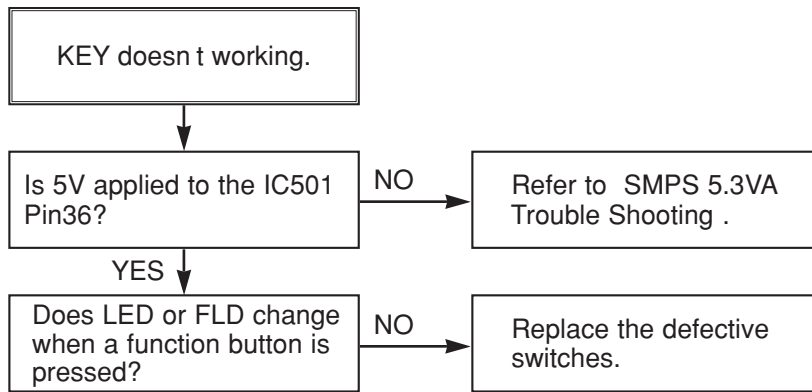 KEY doesn t working.
Is 5V applied to the IC501
Pin36?
NO
Refer to SMPS 5.3VA
Trouble Shooting .
YES
Does LED or FLD change
when a function button is
pressed?
NO
Replace the defective
switches.